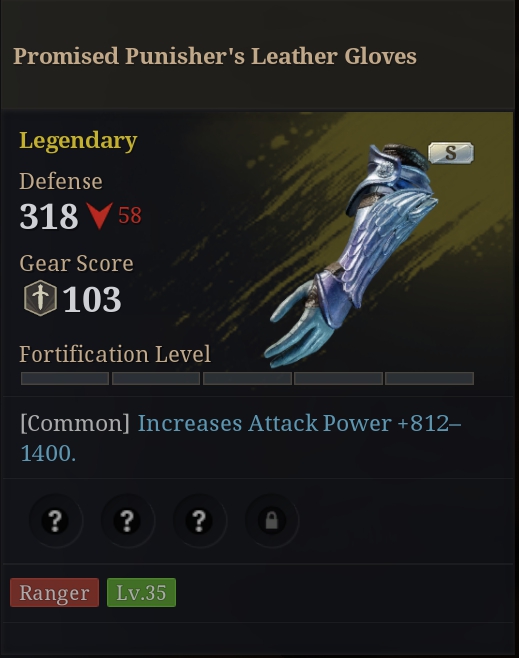 Promised Punisher's Leather Gloves
Legendary
S
Defense
318 58
Gear Score
103
Fortification Level
[Common] Increases Attack Power +812–
1400.
? ? ?
Ranger Lv.35